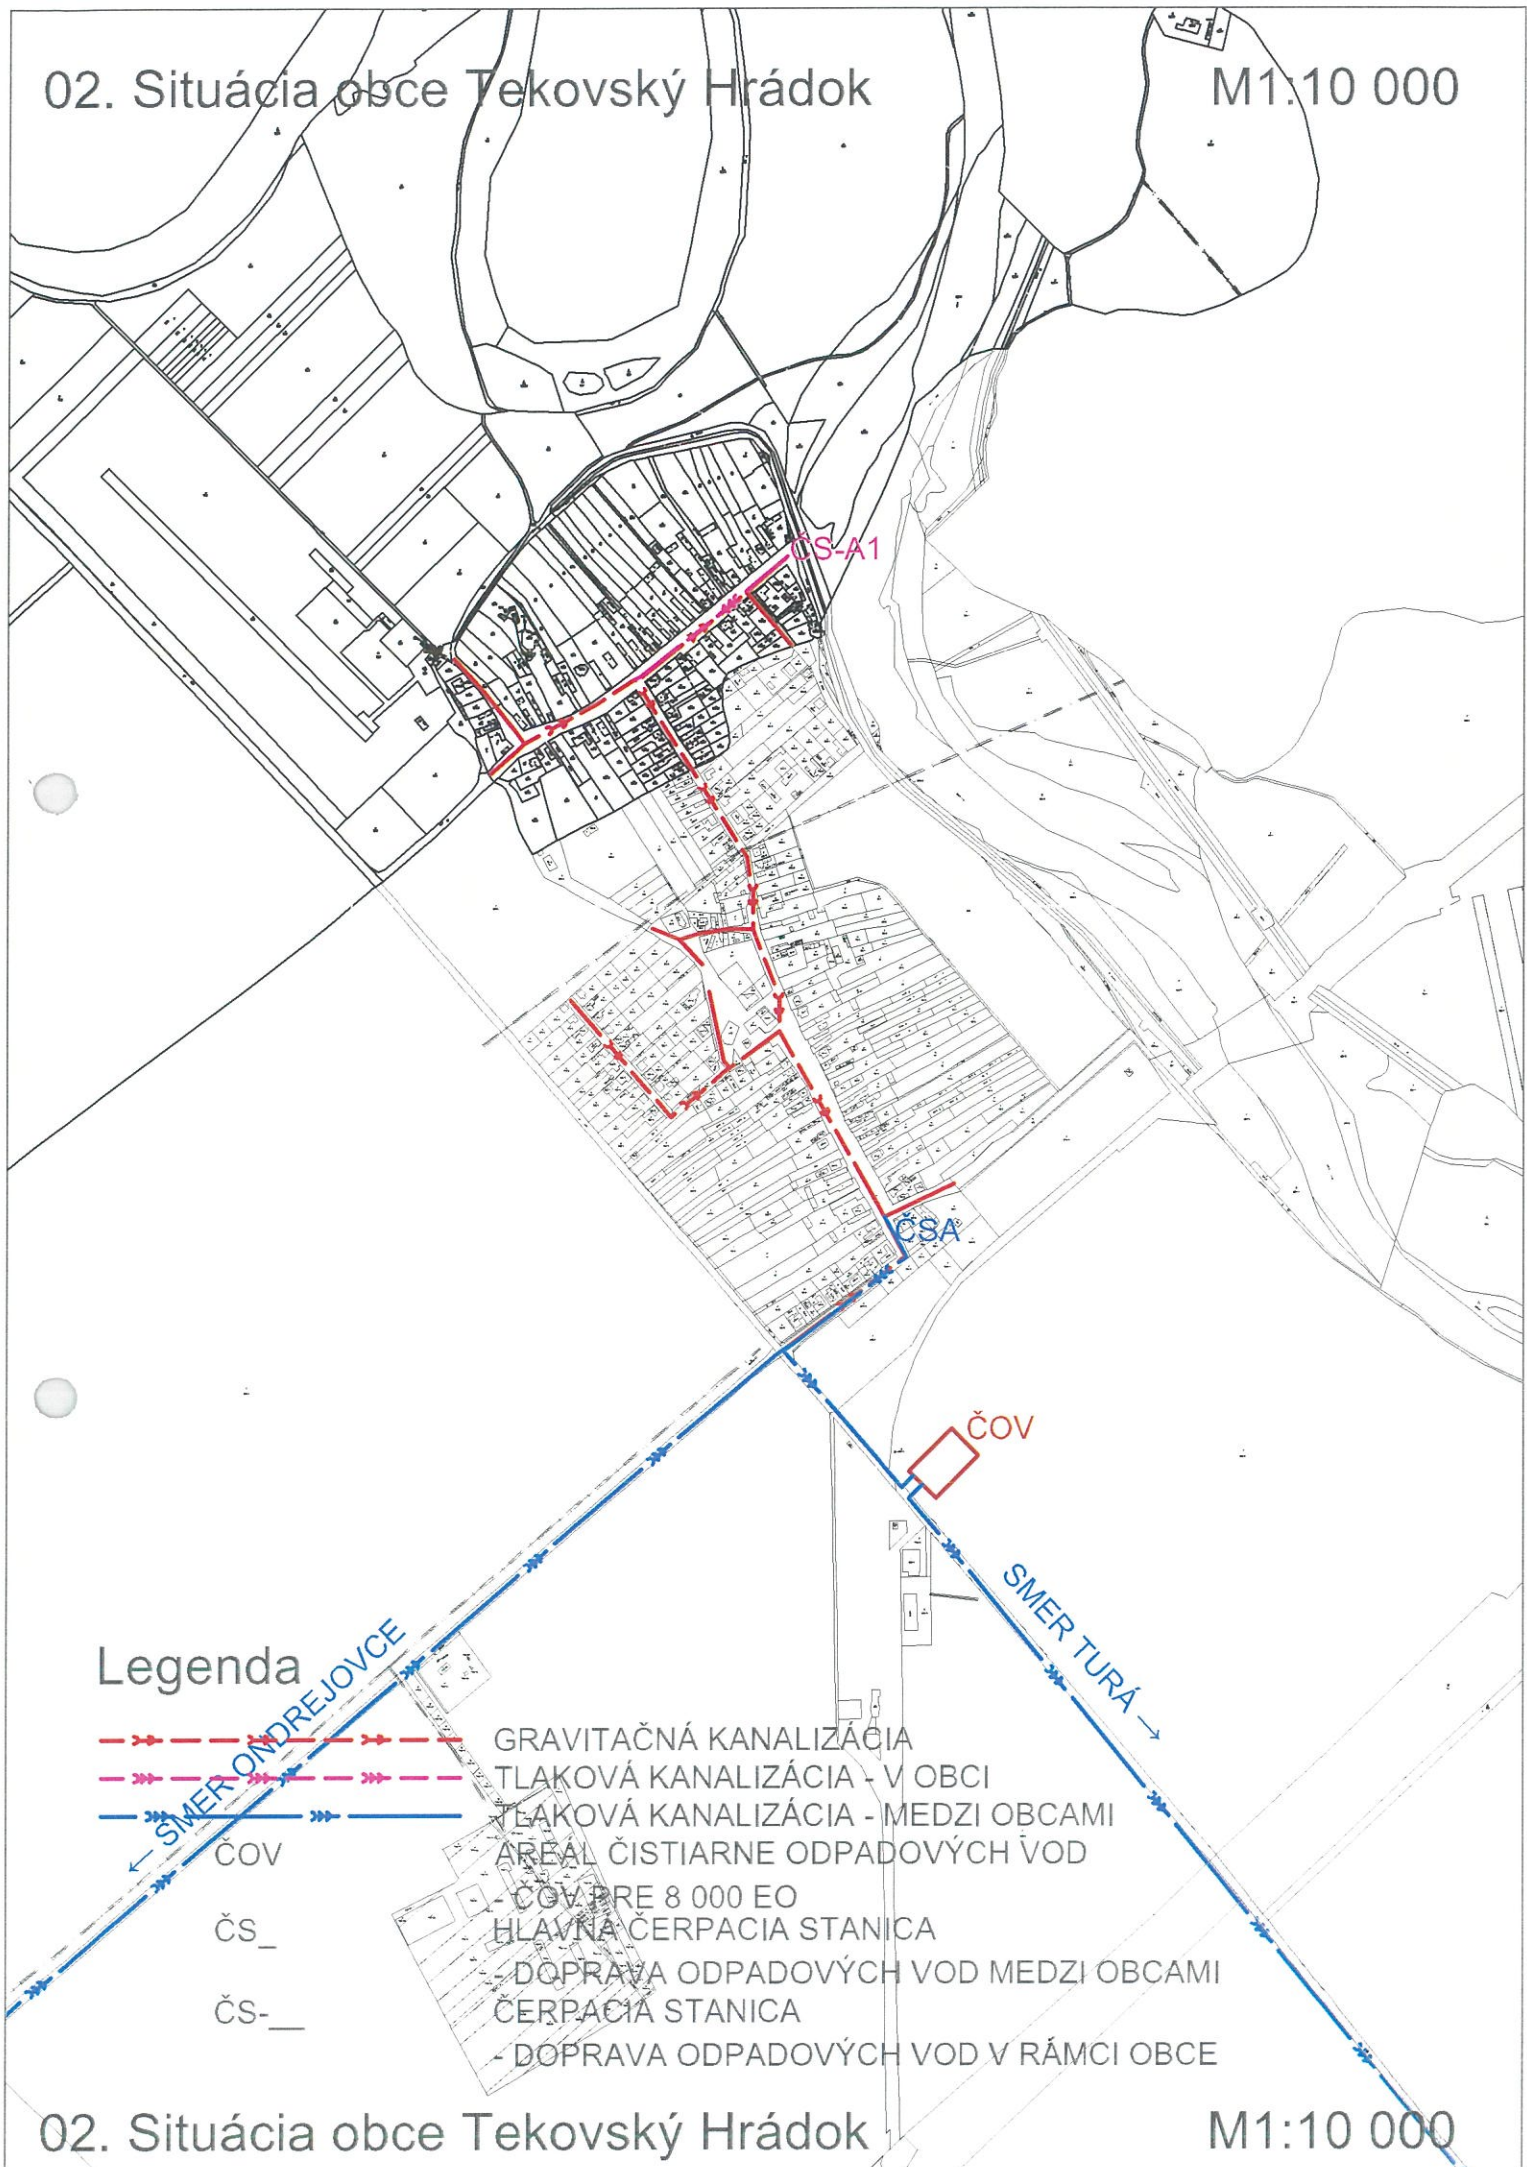 02. Situácia obce Tekovský Hrádok
M1:10 000
ČS-A1
ČSA
ČOV
SMER TURÁ →
← SMER ONDREJOVCE
Legenda
GRAVITAČNÁ KANALIZÁCIA
TLAKOVÁ KANALIZÁCIA - V OBCI
TLAKOVÁ KANALIZÁCIA - MEDZI OBCAMI
ČOV AREÁL ČISTIARNE ODPADOVÝCH VOD
- ČOV PRE 8 000 EO
ČS_ HLAVNÁ ČERPACIA STANICA
- DOPRAVA ODPADOVÝCH VOD MEDZI OBCAMI
ČS-__ ČERPACIA STANICA
- DOPRAVA ODPADOVÝCH VOD V RÁMCI OBCE
02. Situácia obce Tekovský Hrádok
M1:10 000